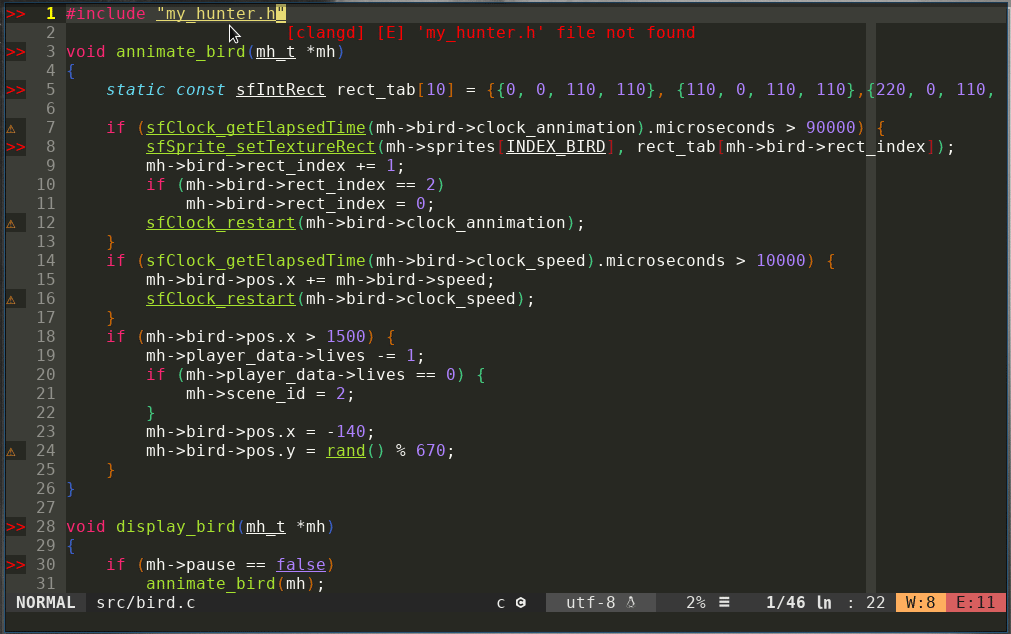 >> 1 #include "my_hunter.h"
2 [clangd] [E] 'my_hunter.h' file not found
>> 3 void annimate_bird(mh_t *mh)
4 {
>> 5 static const sfIntRect rect_tab[10] = {{0, 0, 110, 110}, {110, 0, 110, 110},{220, 0, 110,
6
⚠ 7 if (sfClock_getElapsedTime(mh->bird->clock_annimation).microseconds > 90000) {
>> 8 sfSprite_setTextureRect(mh->sprites[INDEX_BIRD], rect_tab[mh->bird->rect_index]);
9 mh->bird->rect_index += 1;
10 if (mh->bird->rect_index == 2)
11 mh->bird->rect_index = 0;
⚠ 12 sfClock_restart(mh->bird->clock_annimation);
13 }
14 if (sfClock_getElapsedTime(mh->bird->clock_speed).microseconds > 10000) {
15 mh->bird->pos.x += mh->bird->speed;
⚠ 16 sfClock_restart(mh->bird->clock_speed);
17 }
18 if (mh->bird->pos.x > 1500) {
19 mh->player_data->lives -= 1;
20 if (mh->player_data->lives == 0) {
21 mh->scene_id = 2;
22 }
23 mh->bird->pos.x = -140;
⚠ 24 mh->bird->pos.y = rand() % 670;
25 }
26 }
27
>> 28 void display_bird(mh_t *mh)
29 {
>> 30 if (mh->pause == false)
31 annimate_bird(mh);
NORMAL src/bird.c c utf-8 2% ☰ 1/46 ln : 22 W:8 E:11